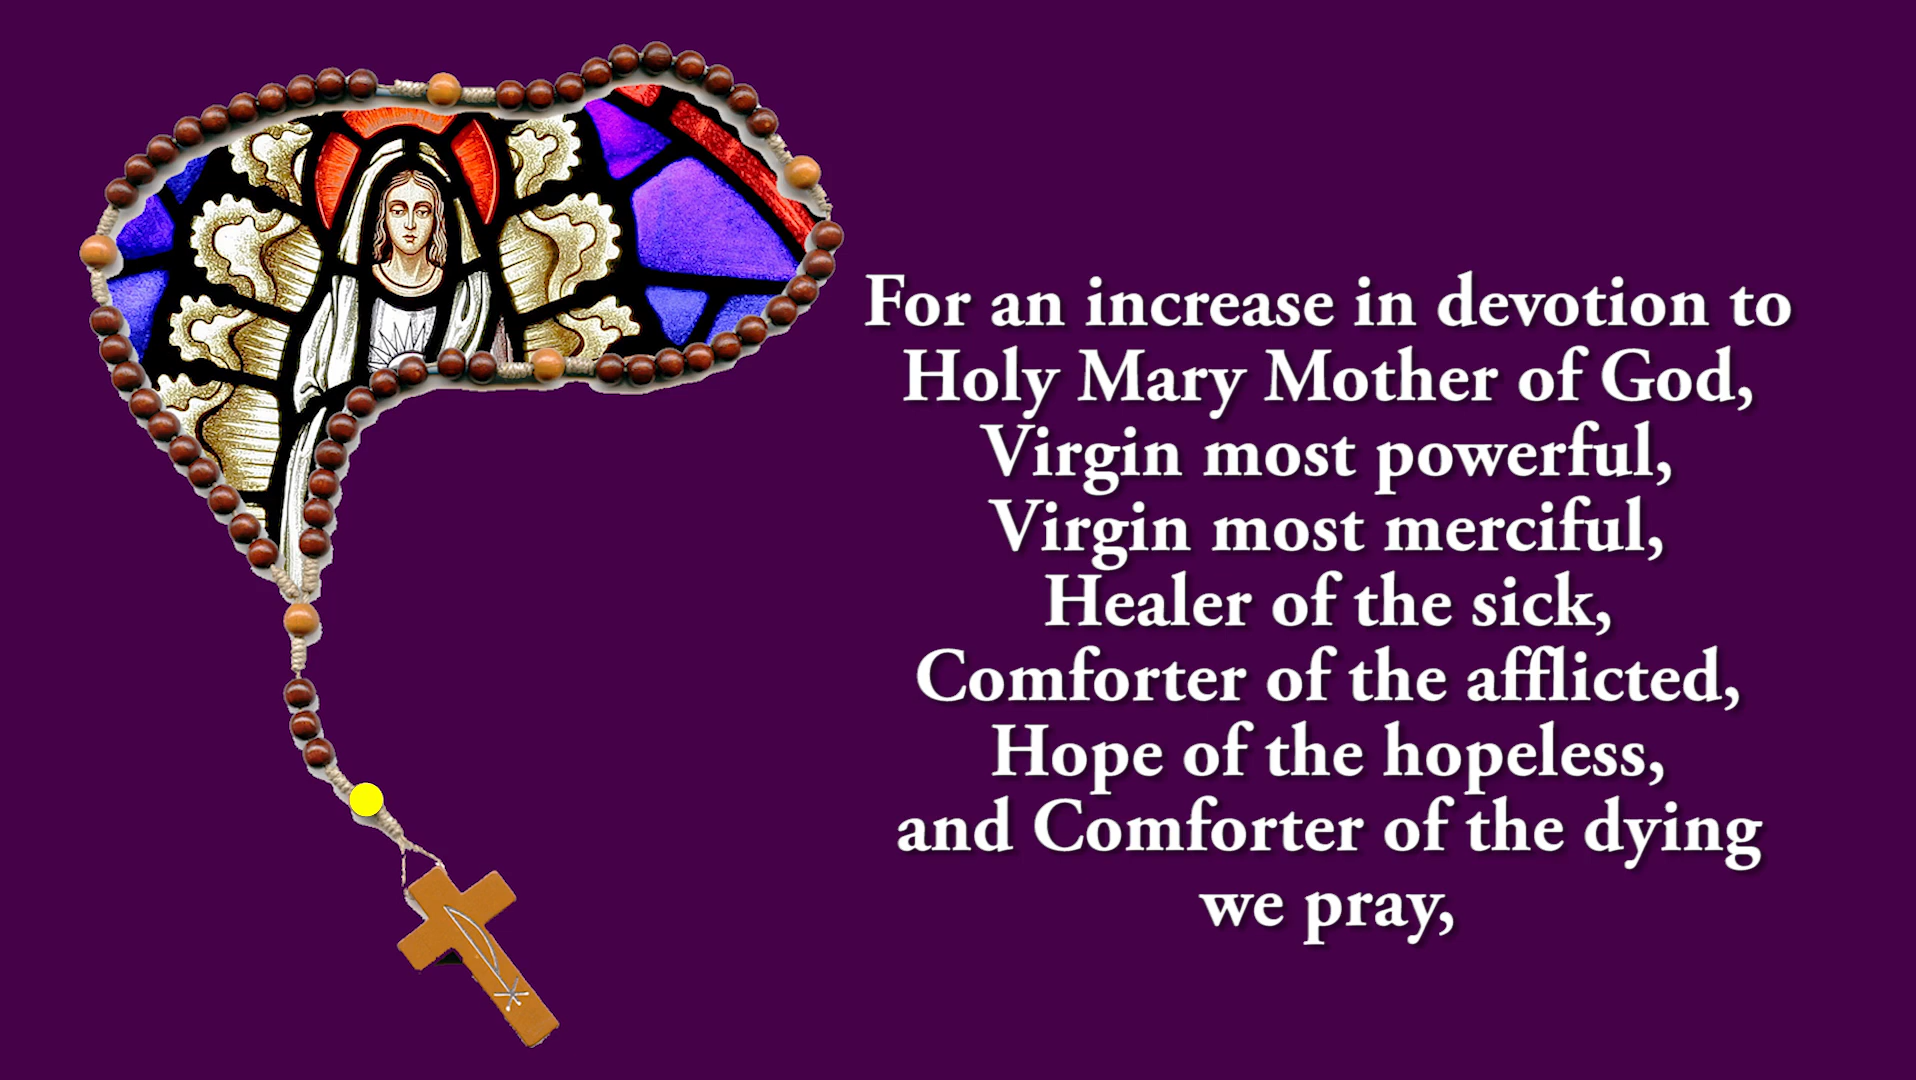 For an increase in devotion to
Holy Mary Mother of God,
Virgin most powerful,
Virgin most merciful,
Healer of the sick,
Comforter of the afflicted,
Hope of the hopeless,
and Comforter of the dying
we pray,